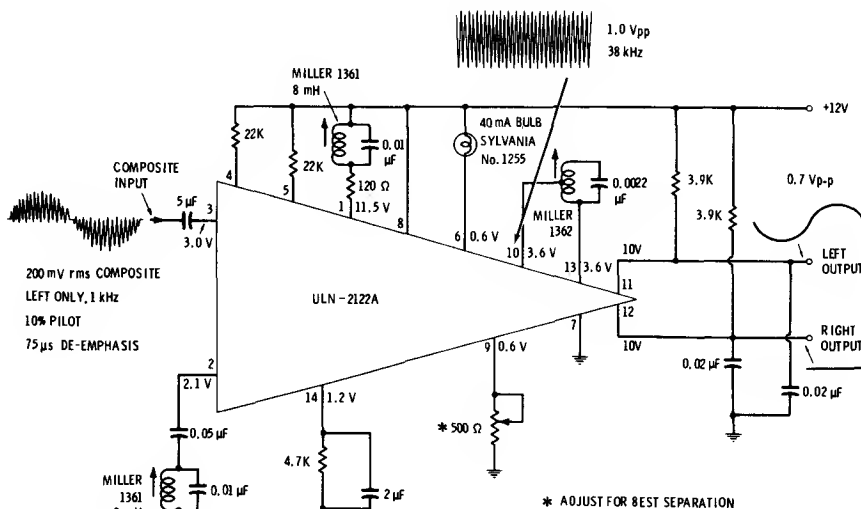 1.0 Vpp
38 kHz
MILLER 1361
8 mH
+12V
22K
22K
0.01
µF
40 mA BULB
SYLVANIA
No. 1255
0.0022
µF
MILLER
1362
3.9K
3.9K
0.7 Vp-p
COMPOSITE
INPUT
5 µF
4
5
120 Ω
1 11.5 V
8
6 0.6 V
10 3.6 V
13 3.6 V
3
3.0 V
10V
LEFT
OUTPUT
200 mV rms COMPOSITE
LEFT ONLY, 1 kHz
10% PILOT
75 µs DE-EMPHASIS
ULN-2122A
11
12
7
10V
RIGHT
OUTPUT
2
2.1 V
9 0.6 V
0.02 µF
0.02 µF
14 1.2 V
0.05 µF
* 500 Ω
4.7K
2 µF
MILLER
1361
0.01 µF
* ADJUST FOR BEST SEPARATION